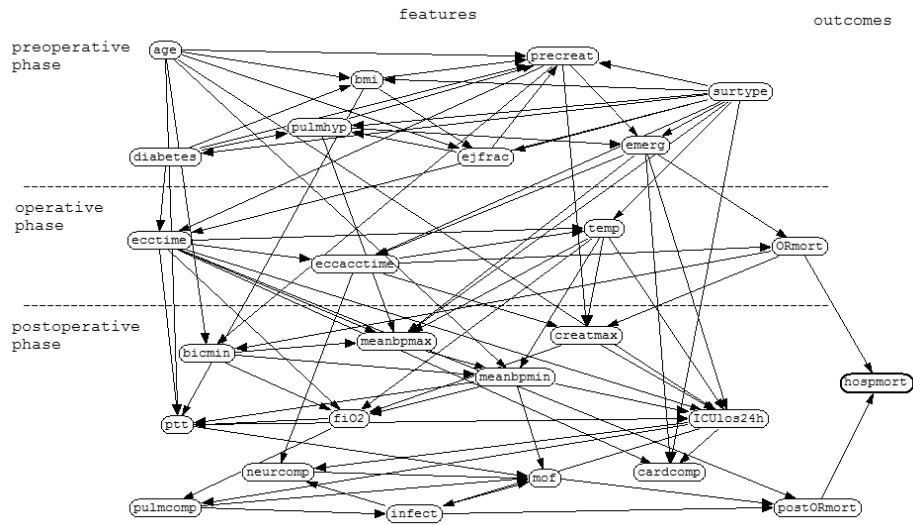 features
outcomes
preoperative
phase
age
precreat
bmi
surtype
pulmhyp
emerg
diabetes
ejfrac
operative
phase
temp
ecctime
ORmort
eccacctime
postoperative
phase
creatmax
meanbpmax
bicmin
meanbpmin
hospmort
ptt
fiO2
ICUlos24h
neurcomp
mof
cardcomp
pulmcomp
infect
postORmort